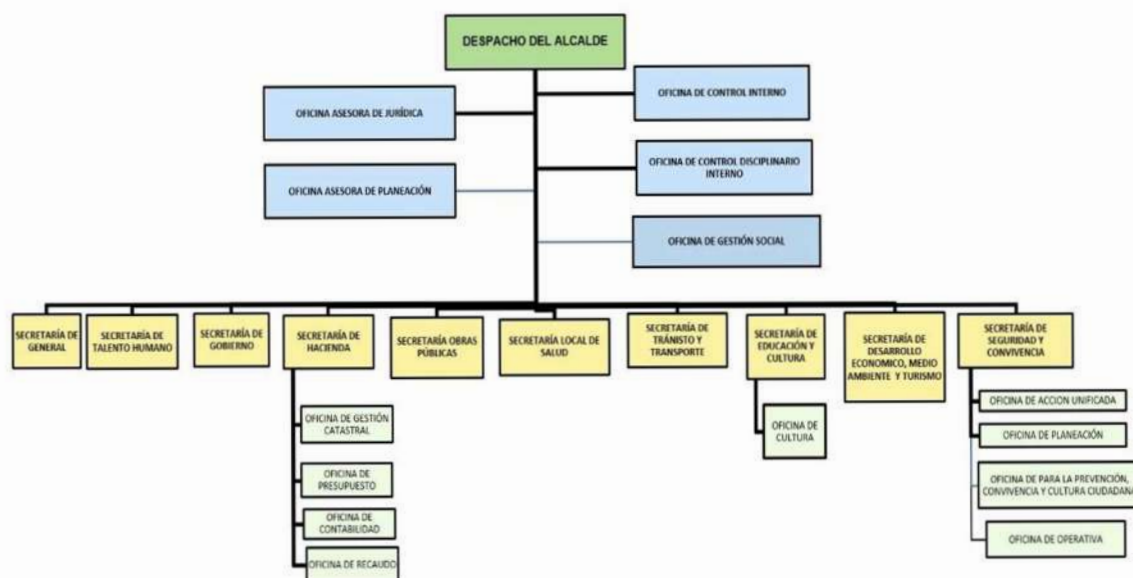 DESPACHO DEL ALCALDE
OFICINA ASESORA DE JURÍDICA
OFICINA DE CONTROL INTERNO
OFICINA ASESORA DE PLANEACIÓN
OFICINA DE CONTROL DISCIPLINARIO
INTERNO
OFICINA DE GESTIÓN SOCIAL
SECRETARÍA DE
GENERAL
SECRETARÍA DE
TALENTO HUMANO
SECRETARÍA DE
GOBIERNO
SECRETARÍA DE
HACIENDA
SECRETARÍA OBRAS
PÚBLICAS
SECRETARÍA LOCAL DE
SALUD
SECRETARÍA DE
TRÁNISTO Y
TRANSPORTE
SECRETARÍA DE
EDUCACIÓN Y
CULTURA
SECRETARÍA DE
DESARROLLO
ECONOMICO, MEDIO
AMBIENTE Y TURISMO
SECRETARÍA DE
SEGURIDAD Y
CONVIVENCIA
OFICINA DE GESTIÓN
CATASTRAL
OFICINA DE
PRESUPUESTO
OFICINA DE
CONTABILIDAD
OFICINA DE RECAUDO
OFICINA DE
CULTURA
OFICINA DE ACCION UNIFICADA
OFICINA DE PLANEACIÓN
OFICINA DE PARA LA PREVENCIÓN,
CONVIVENCIA Y CULTURA CIUDADANA
OFICINA DE OPERATIVA